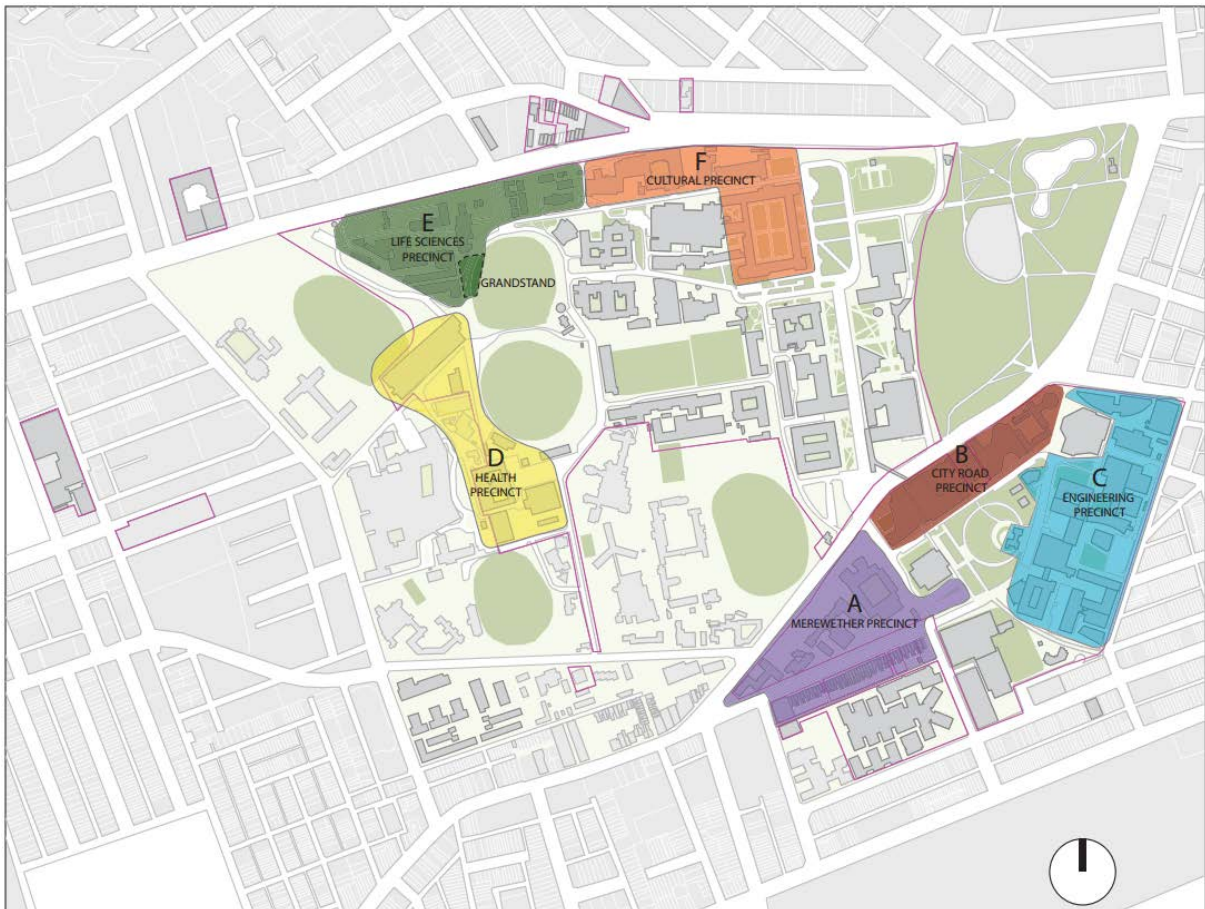 F
CULTURAL PRECINCT
E
LIFE SCIENCES
PRECINCT
GRANDSTAND
D
HEALTH
PRECINCT
B
CITY ROAD
PRECINCT
C
ENGINEERING
PRECINCT
A
MEREWETHER PRECINCT